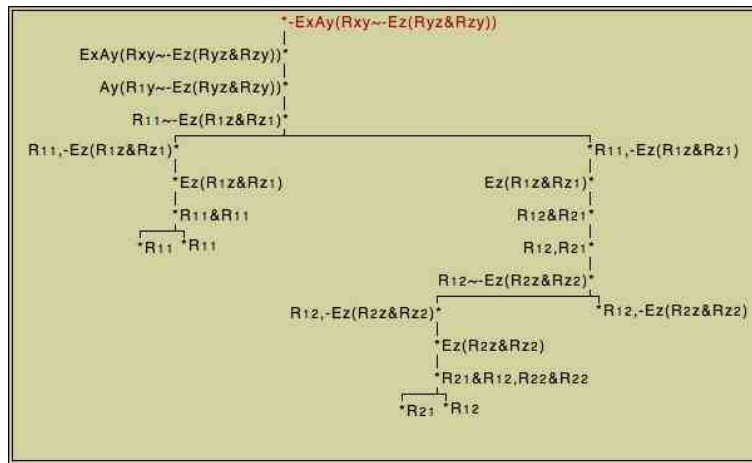 *-ExAy(Rxy~-Ez(Ryz&Rzy))
ExAy(Rxy~-Ez(Ryz&Rzy))*
Ay(R1y~-Ez(Ryz&Rzy))*
R11~-Ez(R1z&Rz1)*
R11,-Ez(R1z&Rz1)* *R11,-Ez(R1z&Rz1)
*Ez(R1z&Rz1) Ez(R1z&Rz1)*
*R11&R11 R12&R21*
*R11 *R11 R12,R21*
R12~-Ez(R2z&Rz2)*
R12,-Ez(R2z&Rz2)* *R12,-Ez(R2z&Rz2)
*Ez(R2z&Rz2)
*R21&R12,R22&R22
*R21 *R12